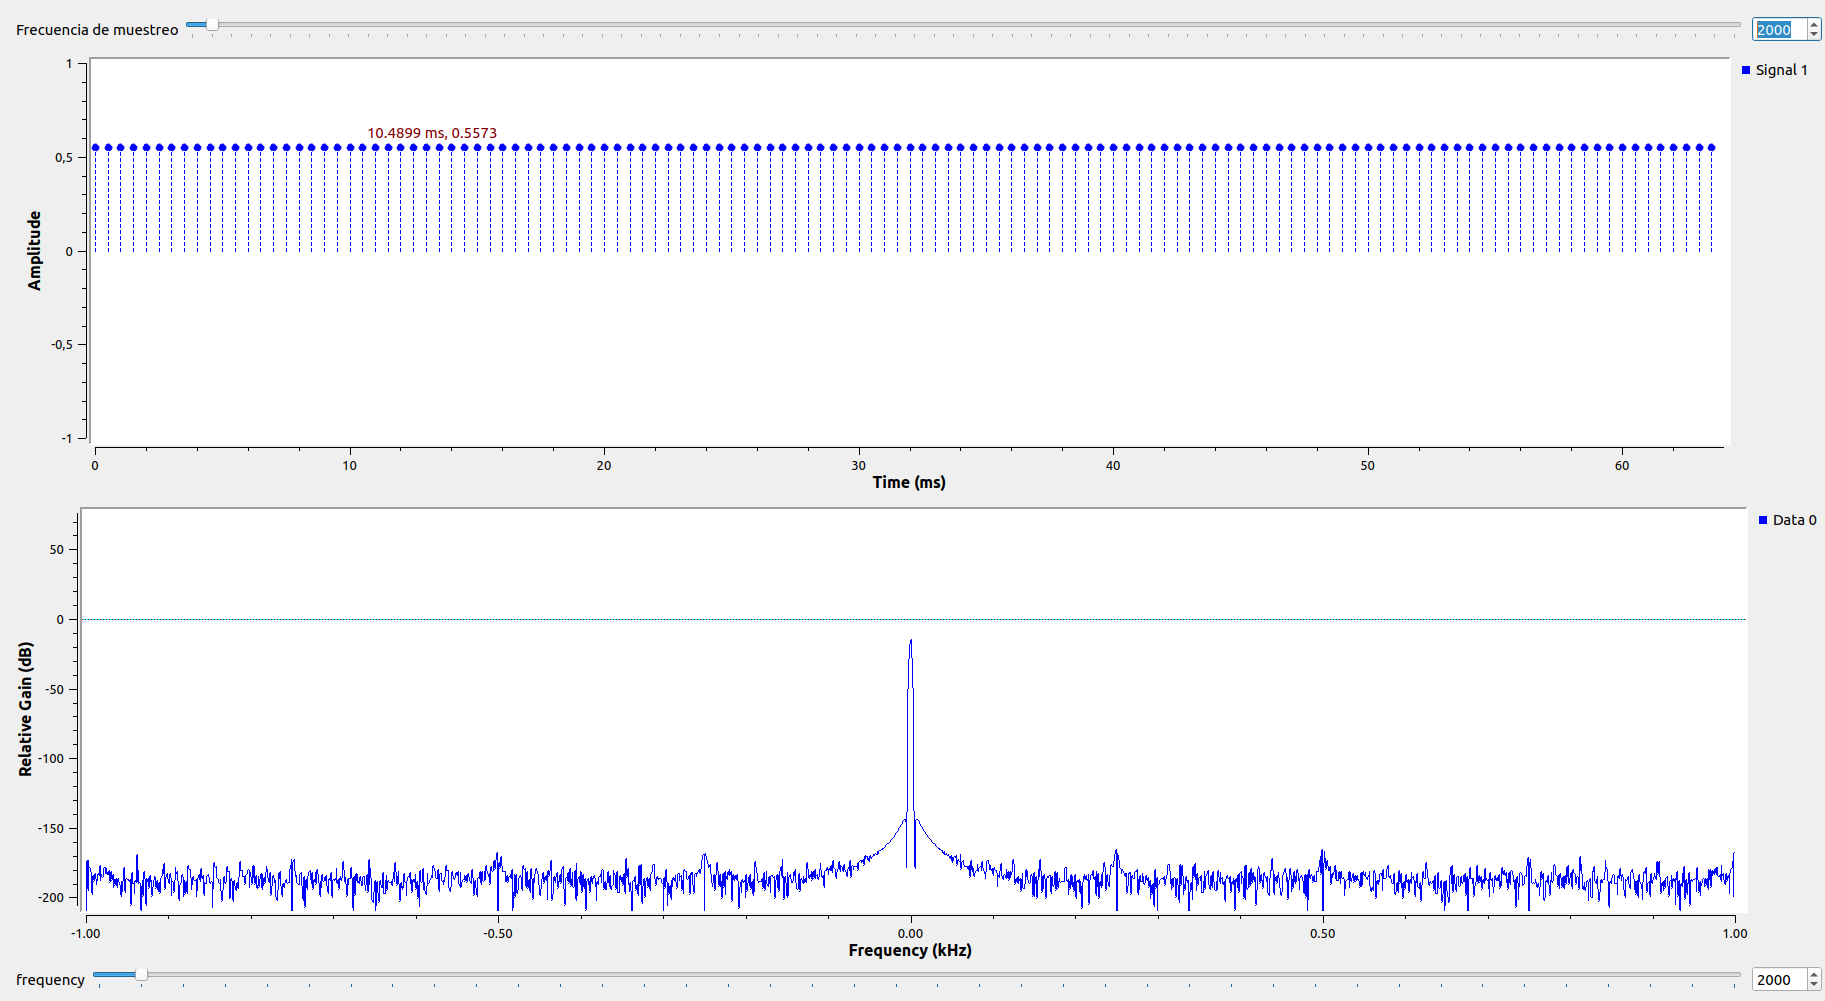 Frecuencia de muestreo
2000
1
0,5
0
-0,5
-1
Amplitude
10.4899 ms, 0.5573
Signal 1
0 10 20 30 40 50 60
Time (ms)
50
0
-50
-100
-150
-200
Relative Gain (dB)
Data 0
-1.00 -0.50 0.00 0.50 1.00
Frequency (kHz)
frequency
2000